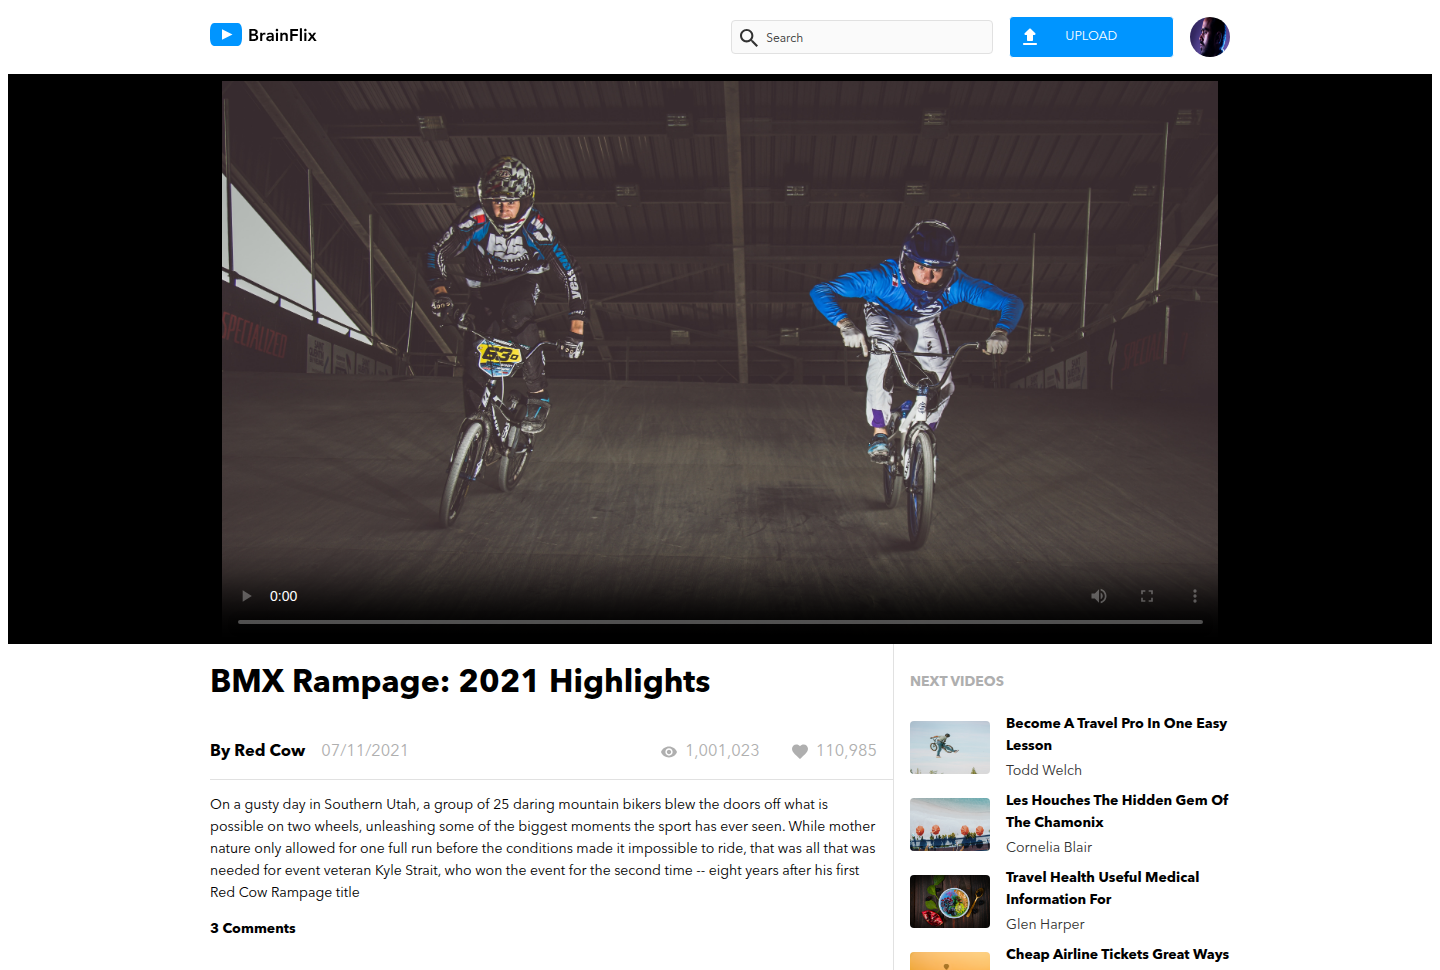 BrainFlix
Search
UPLOAD
SPECIALIZED
SPECIAL
63
0:00
BMX Rampage: 2021 Highlights
By Red Cow 07/11/2021 1,001,023 110,985
On a gusty day in Southern Utah, a group of 25 daring mountain bikers blew the doors off what is
possible on two wheels, unleashing some of the biggest moments the sport has ever seen. While mother
nature only allowed for one full run before the conditions made it impossible to ride, that was all that was
needed for event veteran Kyle Strait, who won the event for the second time -- eight years after his first
Red Cow Rampage title
3 Comments
NEXT VIDEOS
Become A Travel Pro In One Easy
Lesson
Todd Welch
Les Houches The Hidden Gem Of
The Chamonix
Cornelia Blair
Travel Health Useful Medical
Information For
Glen Harper
Cheap Airline Tickets Great Ways